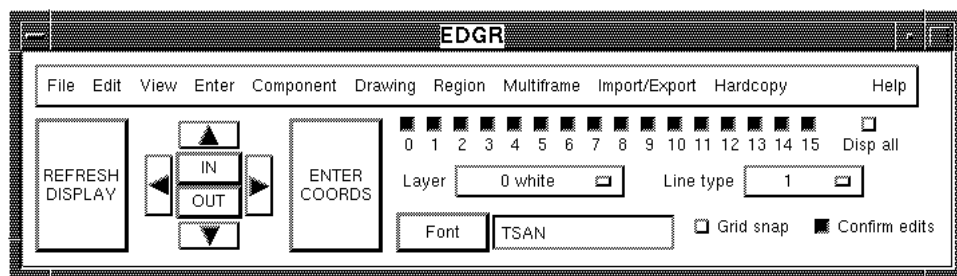 EDGR
File Edit View Enter Component Drawing Region Multiframe Import/Export Hardcopy Help
REFRESH
DISPLAY
IN
OUT
ENTER
COORDS
0 1 2 3 4 5 6 7 8 9 10 11 12 13 14 15 Disp all
Layer 0 white Line type 1
Font TSAN Grid snap Confirm edits